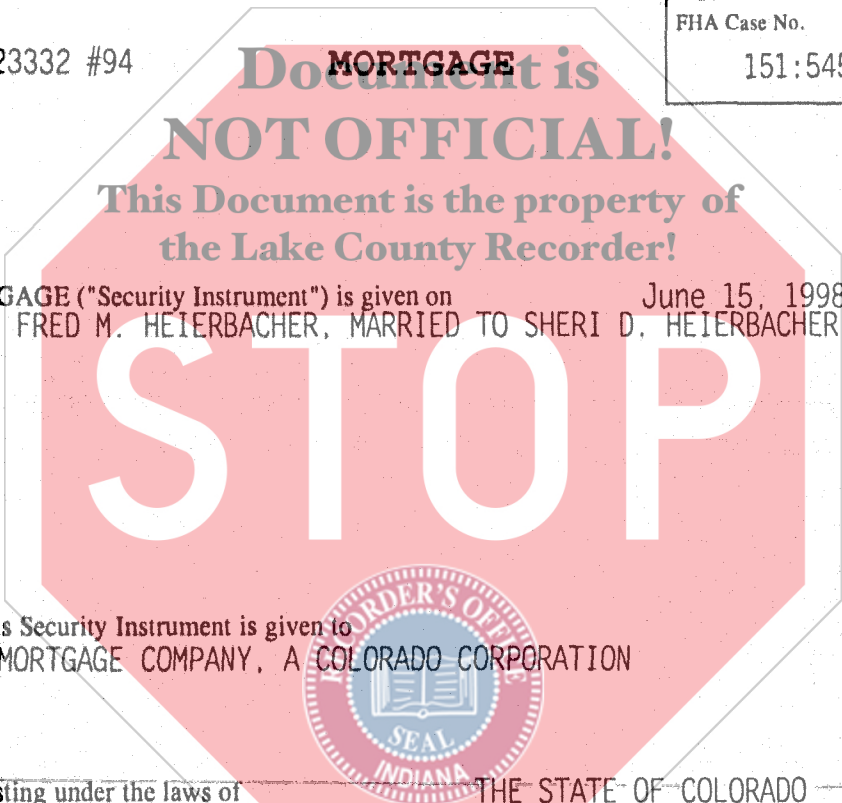 FHA Case No.
23332 #94 MORTGAGE 151:545
Document is
NOT OFFICIAL!
This Document is the property of
the Lake County Recorder!
GAGE ("Security Instrument") is given on June 15, 1998
FRED M. HEIERBACHER, MARRIED TO SHERI D. HEIERBACHER
STOP
s Security Instrument is given to
MORTGAGE COMPANY, A COLORADO CORPORATION
RECORDER'S OFFICE
SEAL
INDIANA
sting under the laws of THE STATE OF COLORADO